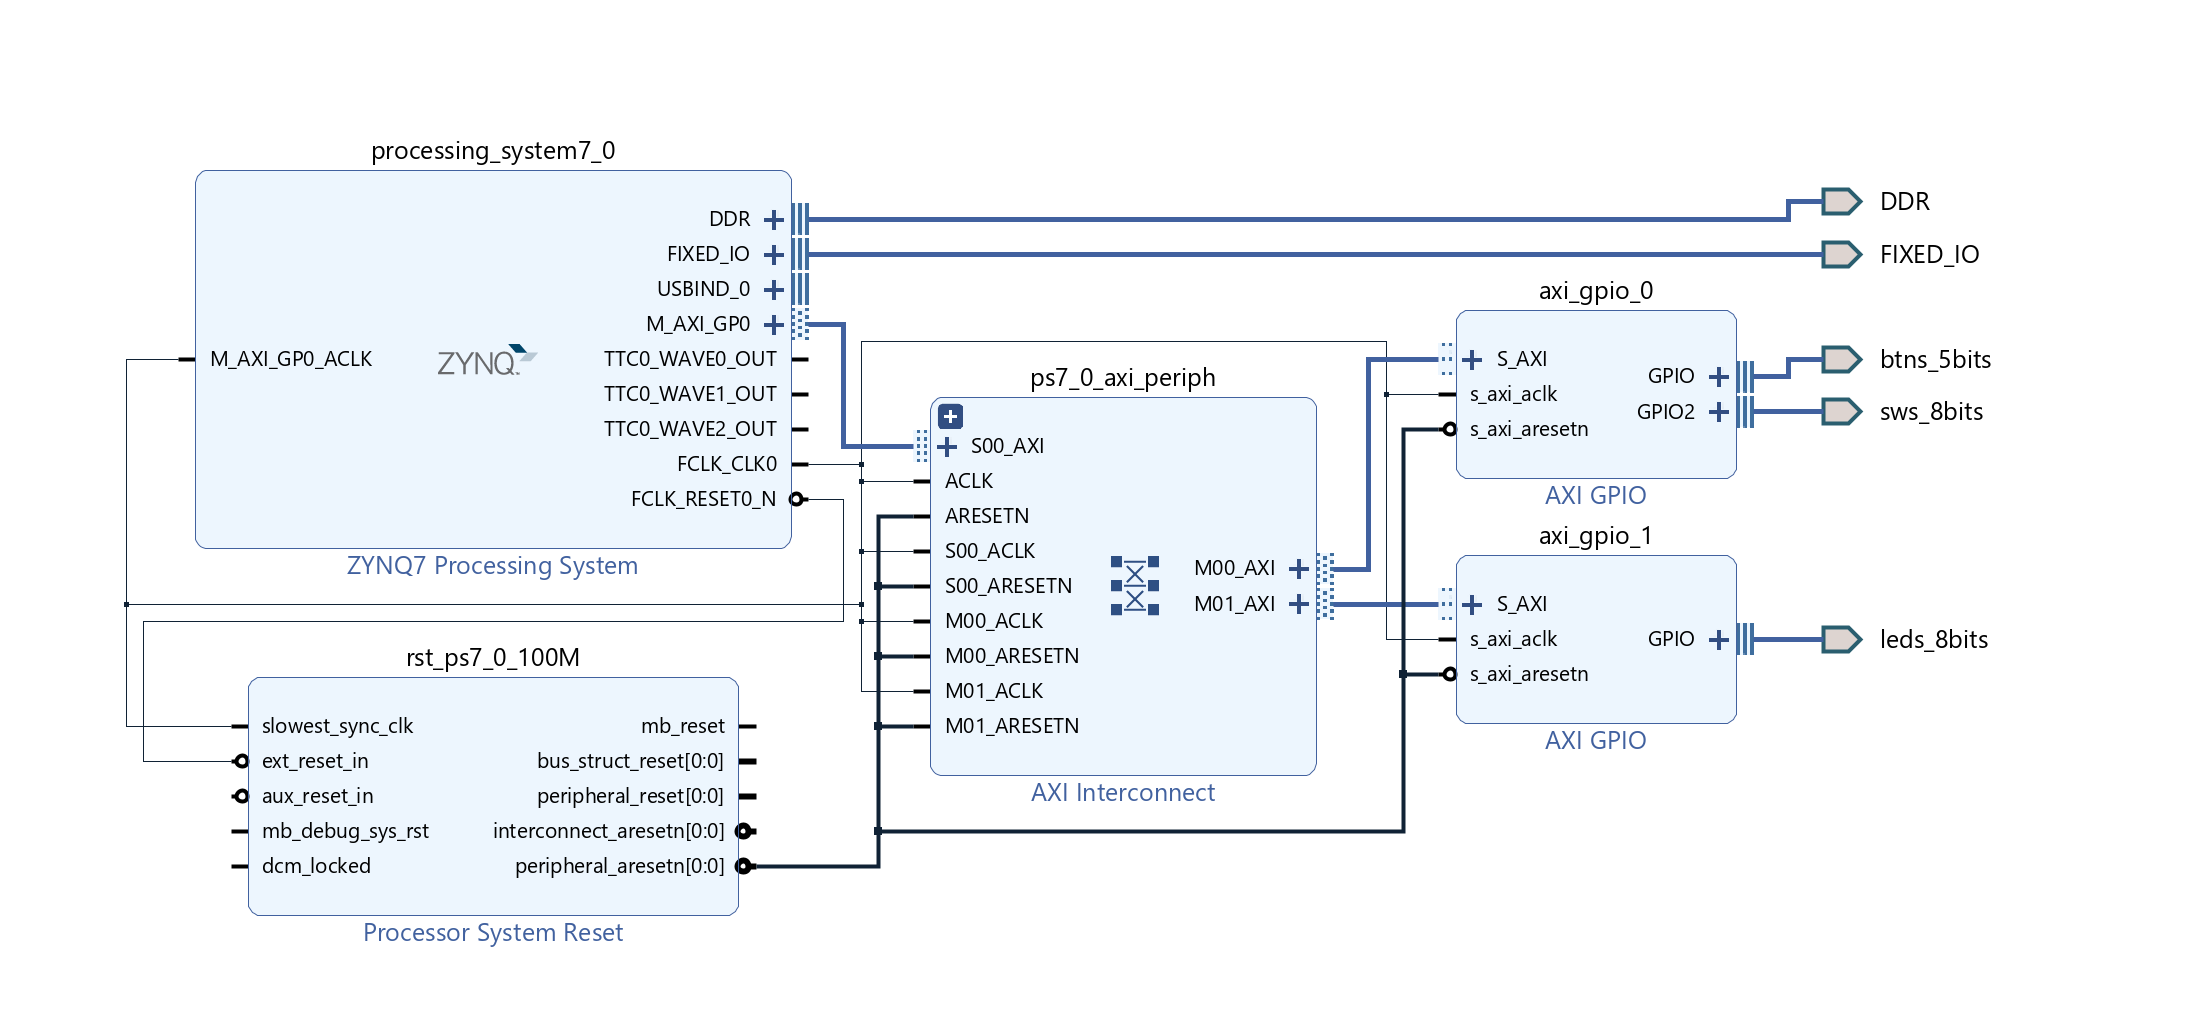 processing_system7_0
DDR
FIXED_IO
USBIND_0
M_AXI_GP0
M_AXI_GP0_ACLK
ZYNQ
TTC0_WAVE0_OUT
TTC0_WAVE1_OUT
TTC0_WAVE2_OUT
FCLK_CLK0
FCLK_RESET0_N
ZYNQ7 Processing System
rst_ps7_0_100M
slowest_sync_clk
ext_reset_in
aux_reset_in
mb_debug_sys_rst
dcm_locked
mb_reset
bus_struct_reset[0:0]
peripheral_reset[0:0]
interconnect_aresetn[0:0]
peripheral_aresetn[0:0]
Processor System Reset
ps7_0_axi_periph
S00_AXI
ACLK
ARESETN
S00_ACLK
S00_ARESETN
M00_ACLK
M00_ARESETN
M01_ACLK
M01_ARESETN
M00_AXI
M01_AXI
AXI Interconnect
axi_gpio_0
S_AXI
s_axi_aclk
s_axi_aresetn
GPIO
GPIO2
AXI GPIO
axi_gpio_1
S_AXI
s_axi_aclk
s_axi_aresetn
GPIO
AXI GPIO
DDR
FIXED_IO
btns_5bits
sws_8bits
leds_8bits